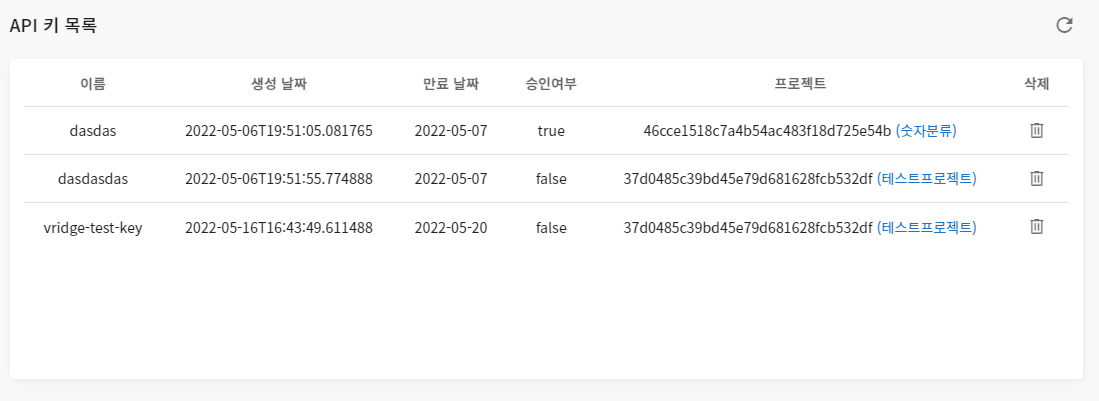 API 키 목록
이름 생성 날짜 만료 날짜 승인여부 프로젝트 삭제
dasdas 2022-05-06T19:51:05.081765 2022-05-07 true 46cce1518c7a4b54ac483f18d725e54b (숫자분류)
dasdasdas 2022-05-06T19:51:55.774888 2022-05-07 false 37d0485c39bd45e79d681628fcb532df (테스트프로젝트)
vridge-test-key 2022-05-16T16:43:49.611488 2022-05-20 false 37d0485c39bd45e79d681628fcb532df (테스트프로젝트)